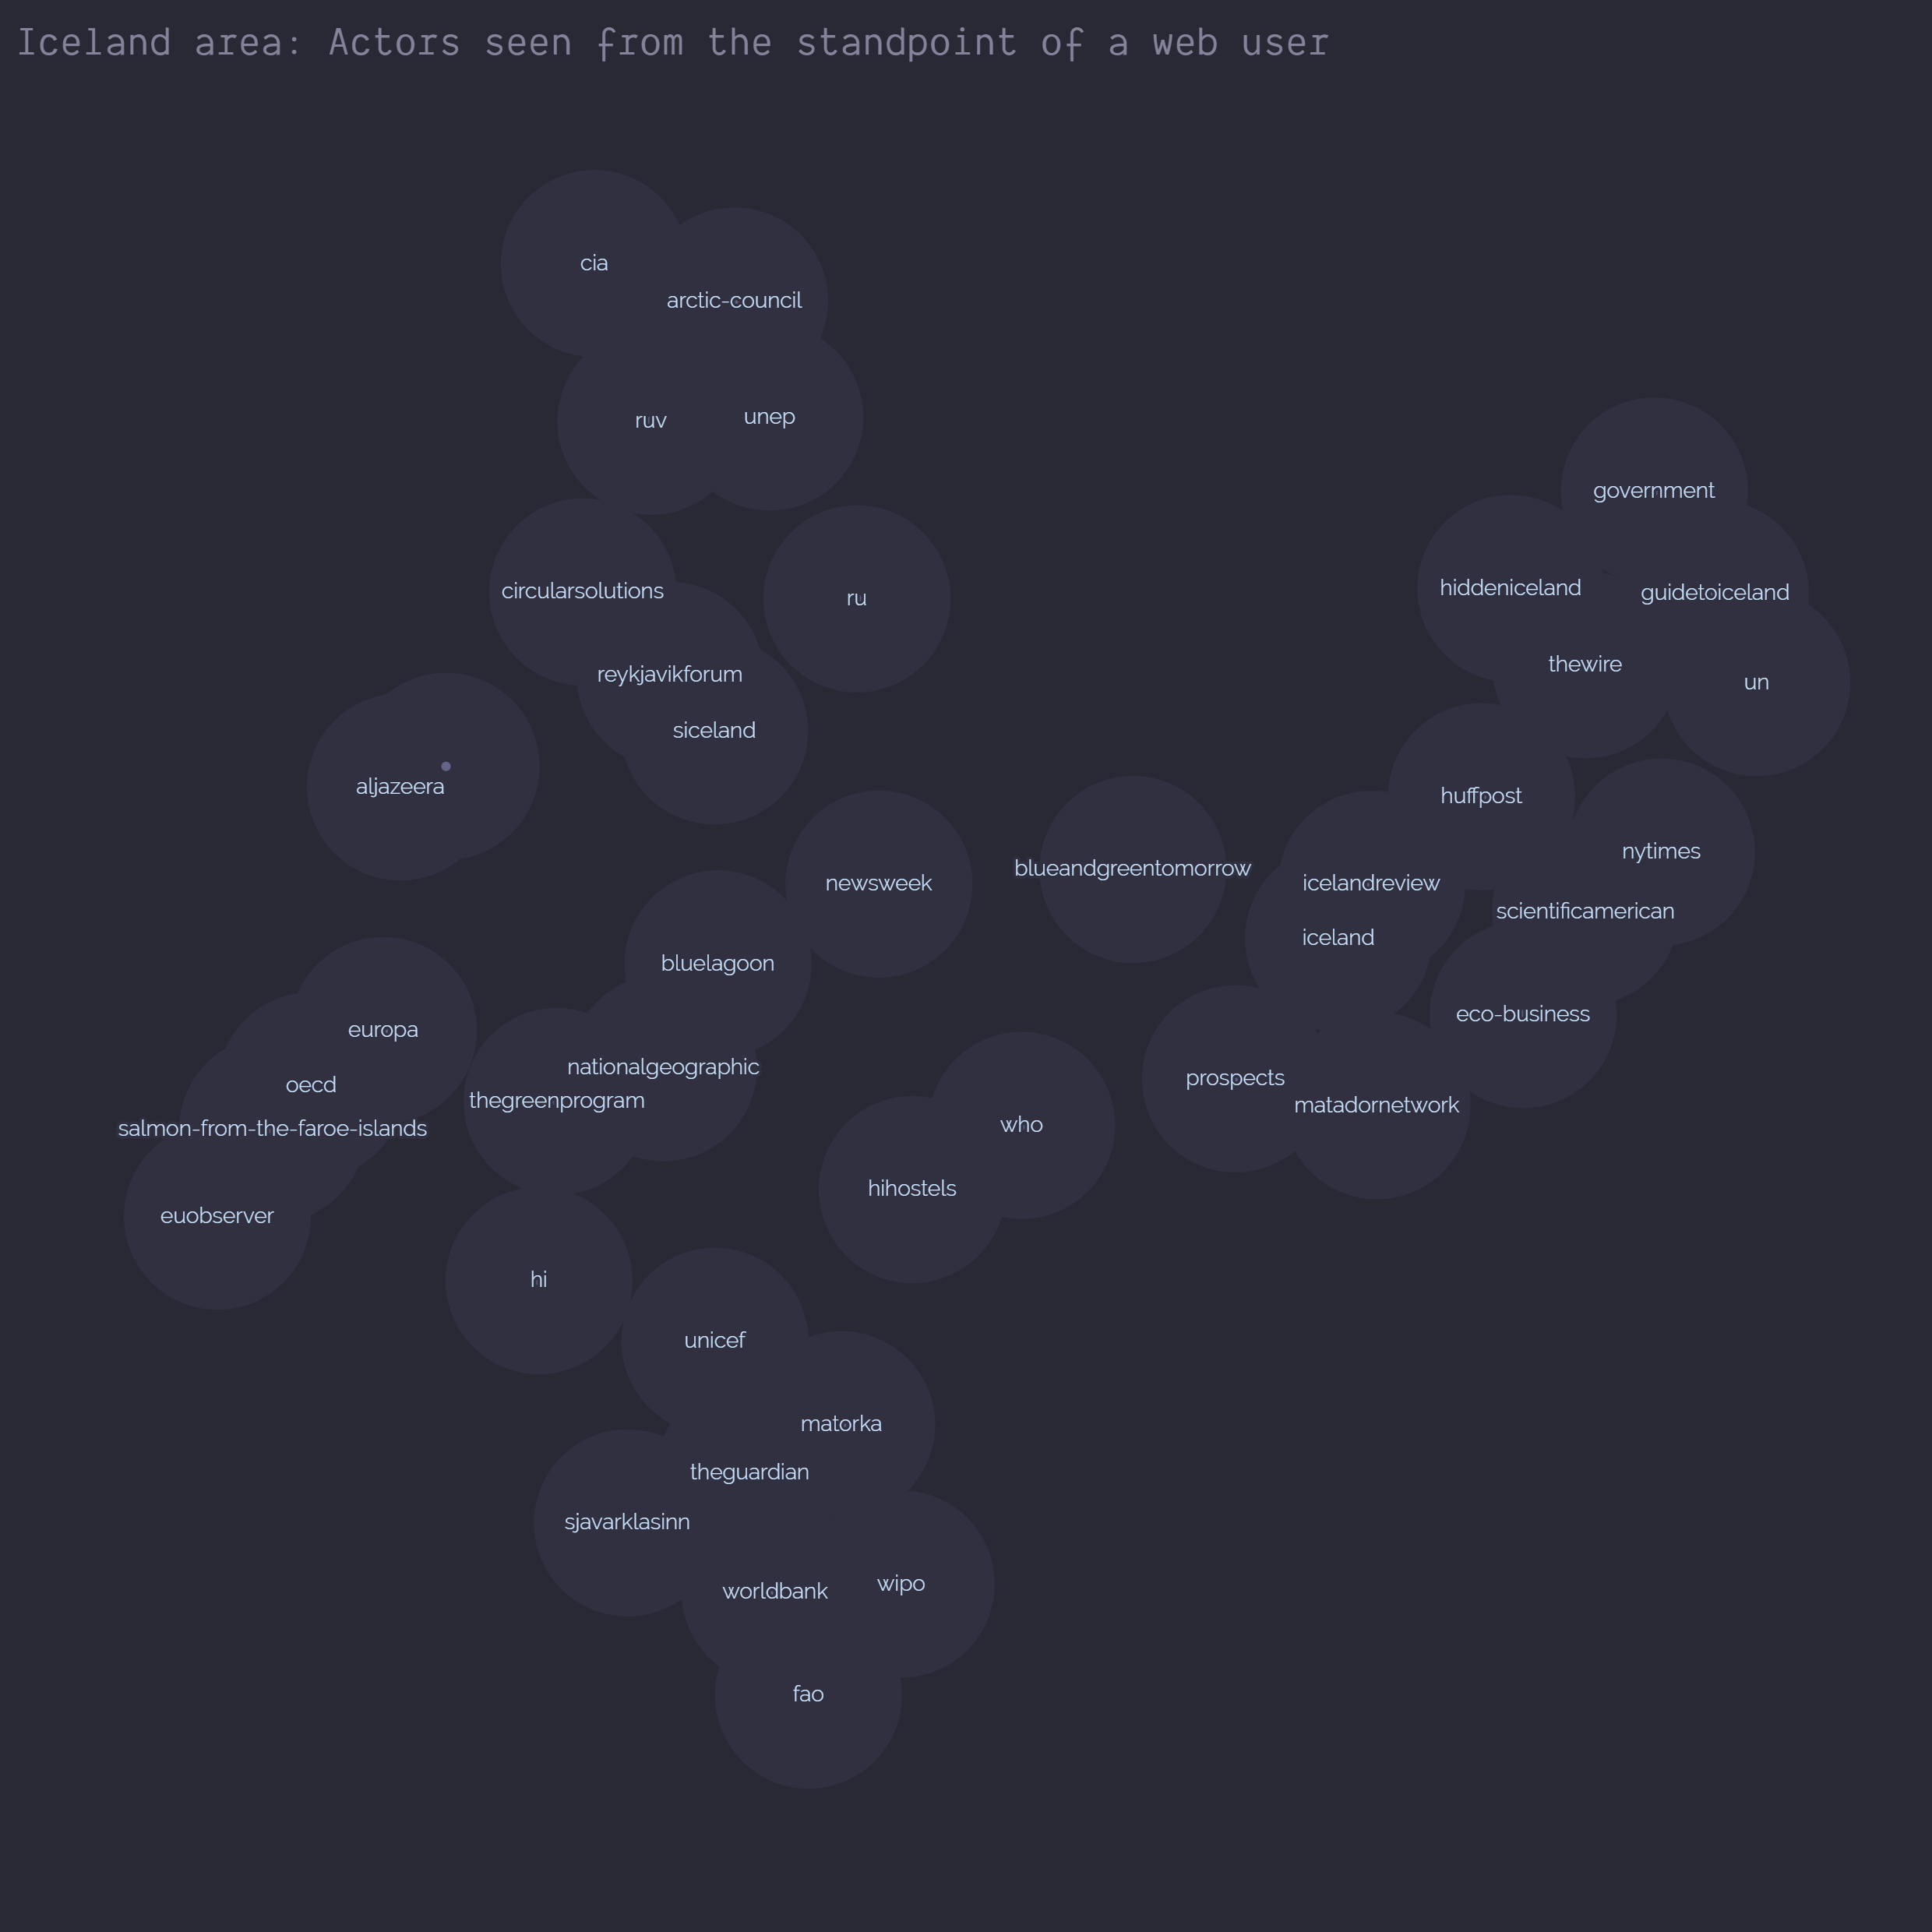 Iceland area: Actors seen from the standpoint of a web user
cia
arctic-council
ruv
unep
government
hiddeniceland
guidetoiceland
circularsolutions
ru
thewire
un
reykjavikforum
siceland
aljazeera
huffpost
nytimes
blueandgreentomorrow
newsweek
icelandreview
scientificamerican
iceland
bluelagoon
eco-business
europa
nationalgeographic
prospects
oecd
thegreenprogram
matadornetwork
who
salmon-from-the-faroe-islands
hihostels
euobserver
hi
unicef
matorka
theguardian
sjavarklasinn
wipo
worldbank
fao